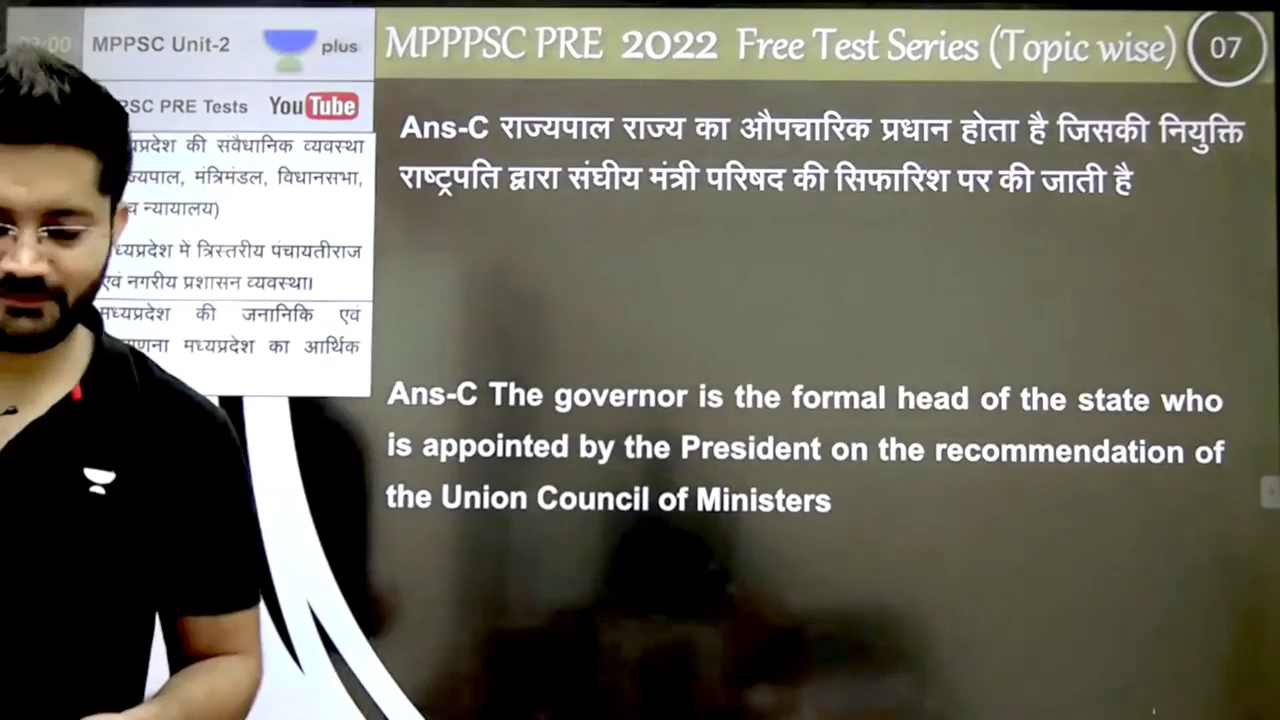 03:00
MPPSC Unit-2
plus
MPPPSC PRE 2022 Free Test Series (Topic wise)
07
PSC PRE Tests
YouTube
प्रदेश की संवैधानिक व्यवस्था
ज्यपाल, मंत्रिमंडल, विधानसभा,
च न्यायालय)
ध्यप्रदेश में त्रिस्तरीय पंचायतीराज
एवं नगरीय प्रशासन व्यवस्था।
मध्यप्रदेश की जनानिकि एवं
गणना मध्यप्रदेश का आर्थिक
Ans-C राज्यपाल राज्य का औपचारिक प्रधान होता है जिसकी नियुक्ति
राष्ट्रपति द्वारा संघीय मंत्री परिषद की सिफारिश पर की जाती है
Ans-C The governor is the formal head of the state who
is appointed by the President on the recommendation of
the Union Council of Ministers